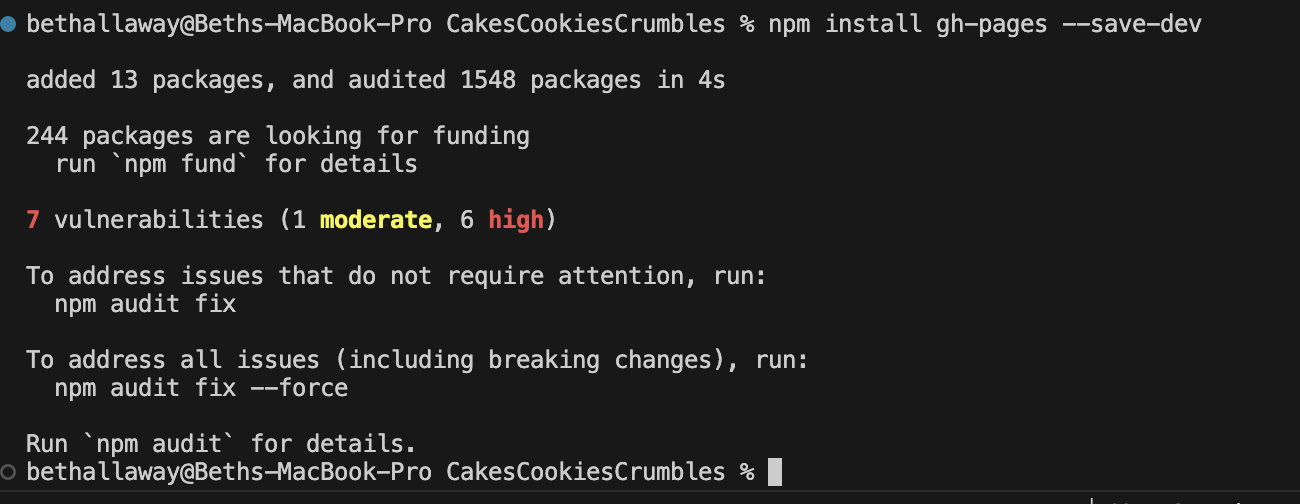 bethallaway@Beths-MacBook-Pro CakesCookiesCrumbles % npm install gh-pages --save-dev
added 13 packages, and audited 1548 packages in 4s
244 packages are looking for funding
run `npm fund` for details
7 vulnerabilities (1 moderate, 6 high)
To address issues that do not require attention, run:
npm audit fix
To address all issues (including breaking changes), run:
npm audit fix --force
Run `npm audit` for details.
bethallaway@Beths-MacBook-Pro CakesCookiesCrumbles %